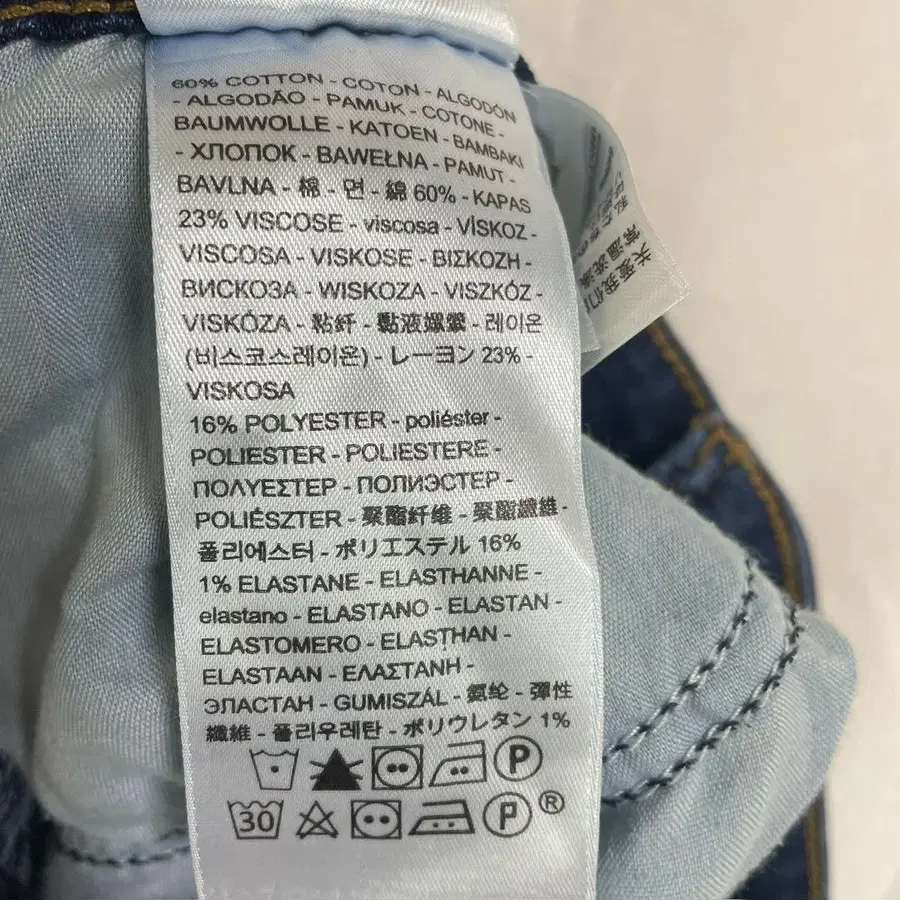 60% COTTON - COTON - ALGODÓN
- ALGODÃO - PAMUK - COTONE -
BAUMWOLLE - KATOEN - BAMBAKI
- ХЛОПОК - BAWEŁNA - PAMUT -
BAVLNA - 棉 - 면 - 綿 60% - KAPAS
23% VISCOSE - viscosa - VİSKOZ -
VISCOSA - VISKOSE - ΒΙΣΚΟΖΗ -
ВИСКОЗА - WISKOZA - VISZKÓZ -
VISKÓZA - 粘纤 - 黏液嫘縈 - 레이온
(비스코스레이온) - レーヨン 23% -
VISKOSA
16% POLYESTER - poliéster -
POLIESTER - POLIESTERE -
ΠΟΛΥΕΣΤΕΡ - ПОЛИЭСТЕР -
POLIÉSZTER - 聚酯纤维 - 聚酯纖維 -
폴리에스터 - ポリエステル 16%
1% ELASTANE - ELASTHANNE -
elastano - ELASTANO - ELASTAN -
ELASTOMERO - ELASTHAN -
ELASTAAN - ΕΛΑΣΤΑΝΗ -
ЭЛАСТАН - GUMISZÁL - 氨纶 - 彈性
纖維 - 폴리우레탄 - ポリウレタン 1%
P
30 P ®